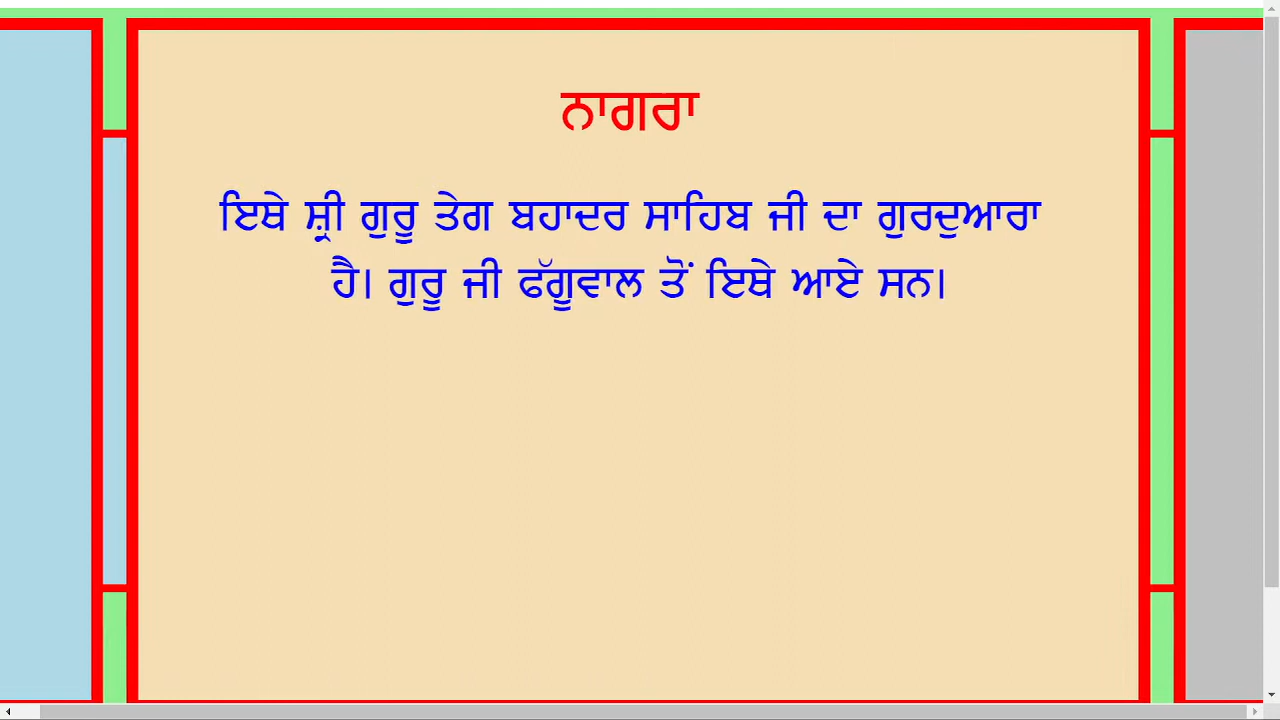 ਨਾਗਰਾ
ਇਥੇ ਸ਼੍ਰੀ ਗੁਰੂ ਤੇਗ ਬਹਾਦਰ ਸਾਹਿਬ ਜੀ ਦਾ ਗੁਰਦੁਆਰਾ
ਹੈ। ਗੁਰੂ ਜੀ ਫੱਗੂਵਾਲ ਤੋਂ ਇਥੇ ਆਏ ਸਨ।